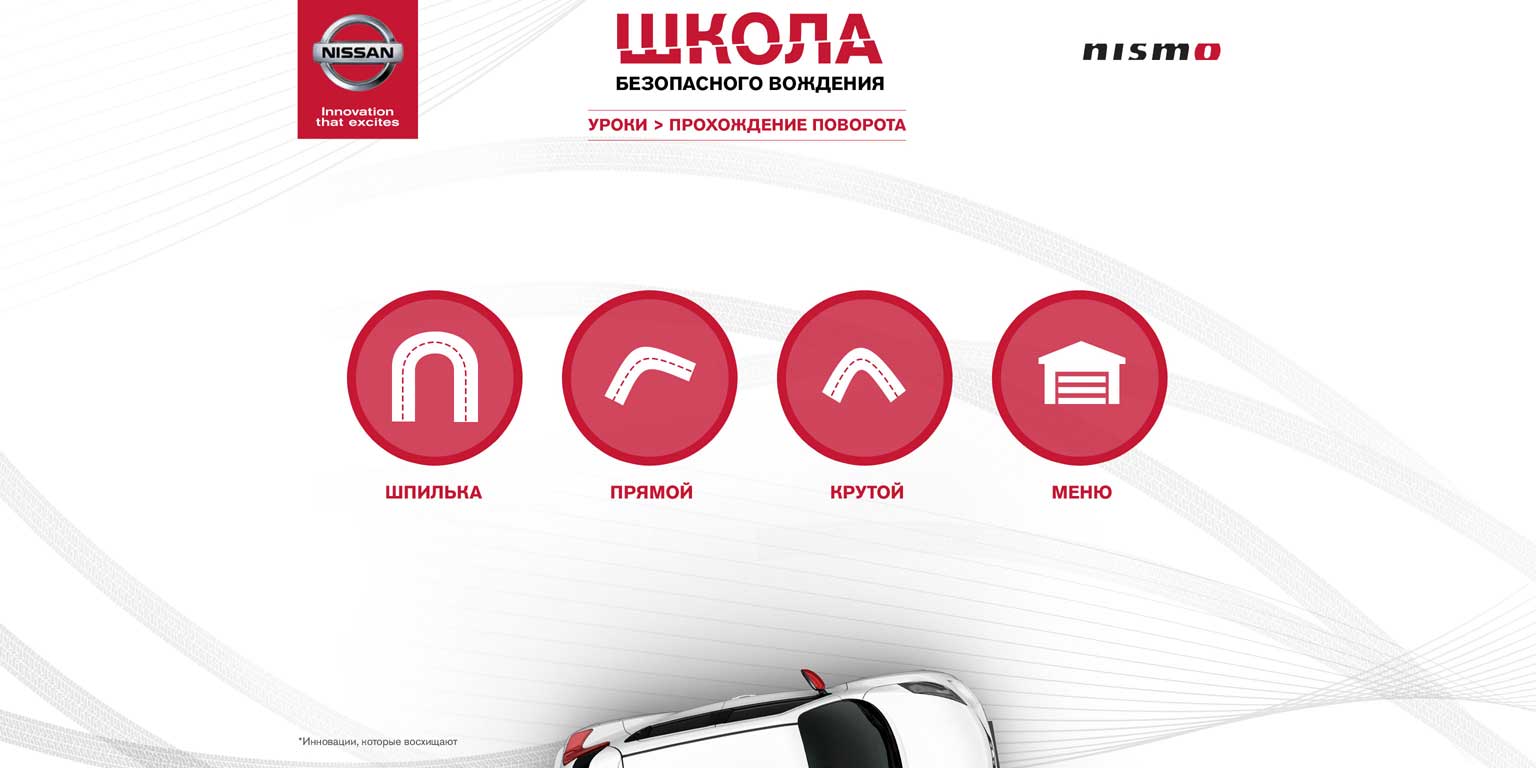 NISSAN
Innovation
that excites
ШКОЛА
БЕЗОПАСНОГО ВОЖДЕНИЯ
УРОКИ > ПРОХОЖДЕНИЕ ПОВОРОТА
nismo
ШПИЛЬКА
ПРЯМОЙ
КРУТОЙ
МЕНЮ
*Инновации, которые восхищают